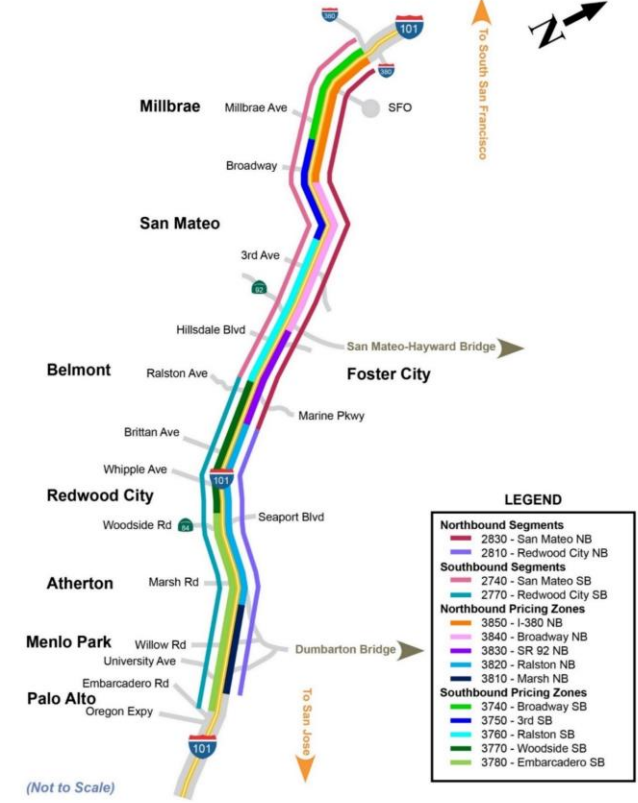 380
101
N
To South San Francisco
380
Millbrae
Millbrae Ave
SFO
Broadway
San Mateo
3rd Ave
92
Hillsdale Blvd
San Mateo-Hayward Bridge
Belmont
Ralston Ave
Foster City
Marine Pkwy
Brittan Ave
Whipple Ave
101
Redwood City
Woodside Rd
84
Seaport Blvd
Atherton
Marsh Rd
Menlo Park
Willow Rd
Dumbarton Bridge
University Ave
Embarcadero Rd
Palo Alto
Oregon Expy
To San Jose
101
(Not to Scale)
LEGEND
Northbound Segments
2830 - San Mateo NB
2810 - Redwood City NB
Southbound Segments
2740 - San Mateo SB
2770 - Redwood City SB
Northbound Pricing Zones
3850 - I-380 NB
3840 - Broadway NB
3830 - SR 92 NB
3820 - Ralston NB
3810 - Marsh NB
Southbound Pricing Zones
3740 - Broadway SB
3750 - 3rd SB
3760 - Ralston SB
3770 - Woodside SB
3780 - Embarcadero SB